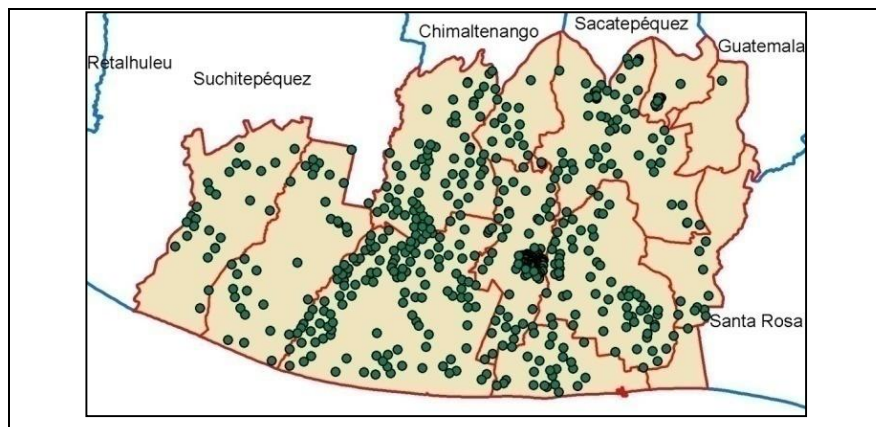 Sacatepéquez
Chimaltenango
Guatemala
Retalhuleu
Suchitepéquez
Santa Rosa